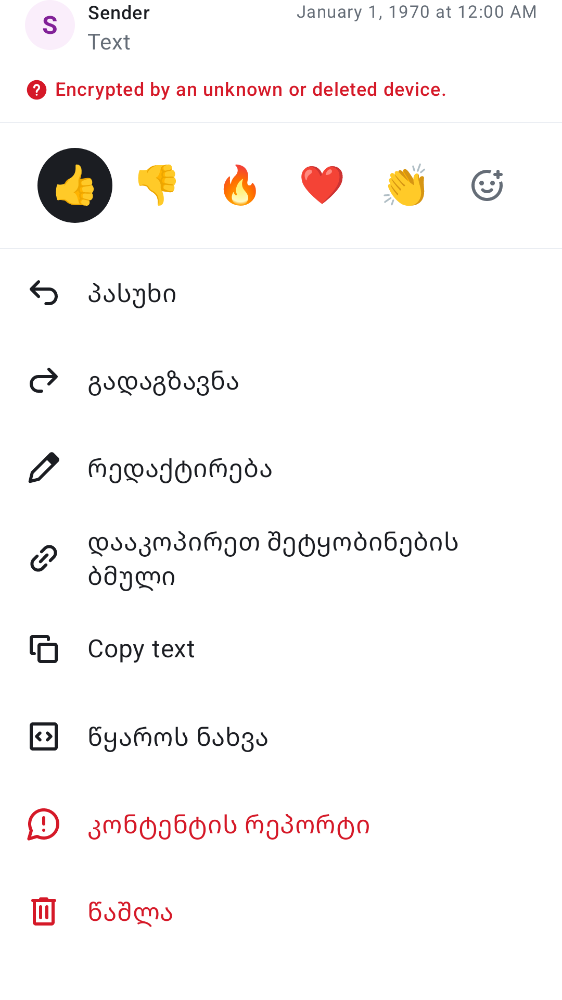 S
Sender
January 1, 1970 at 12:00 AM
Text
Encrypted by an unknown or deleted device.
პასუხი
გადაგზავნა
რედაქტირება
დააკოპირეთ შეტყობინების
ბმული
Copy text
წყაროს ნახვა
კონტენტის რეპორტი
წაშლა